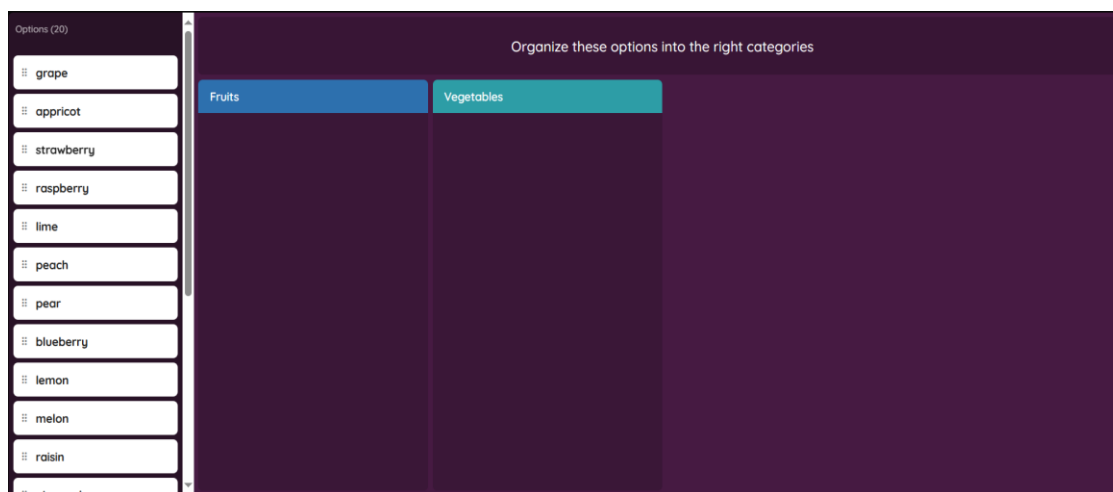 Options (20)
grape
appricot
strawberry
raspberry
lime
peach
pear
blueberry
lemon
melon
raisin
Organize these options into the right categories
Fruits
Vegetables